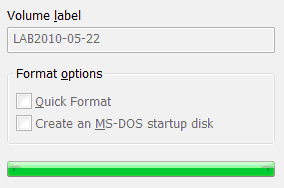 Volume label
LAB2010-05-22
Format options
Quick Format
Create an MS-DOS startup disk